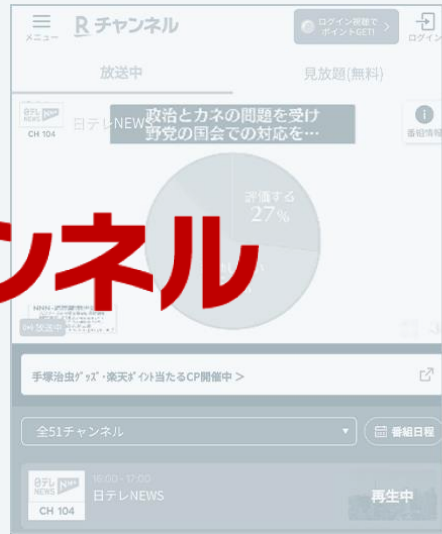 メニュー
R チャンネル
ログイン視聴で
ポイントGET!
ログイン
放送中
見放題(無料)
日テレ
NEWS NNN
CH 104
日テレNEWS
政治とカネの問題を受け
野党の国会での対応を…
番組情報
評価する
27%
ンネル
放送中
手塚治虫グッズ・楽天ポイント当たるCP開催中 >
全51チャンネル
番組日程
日テレ
NEWS NNN
CH 104
16:00 - 17:00
日テレNEWS
再生中